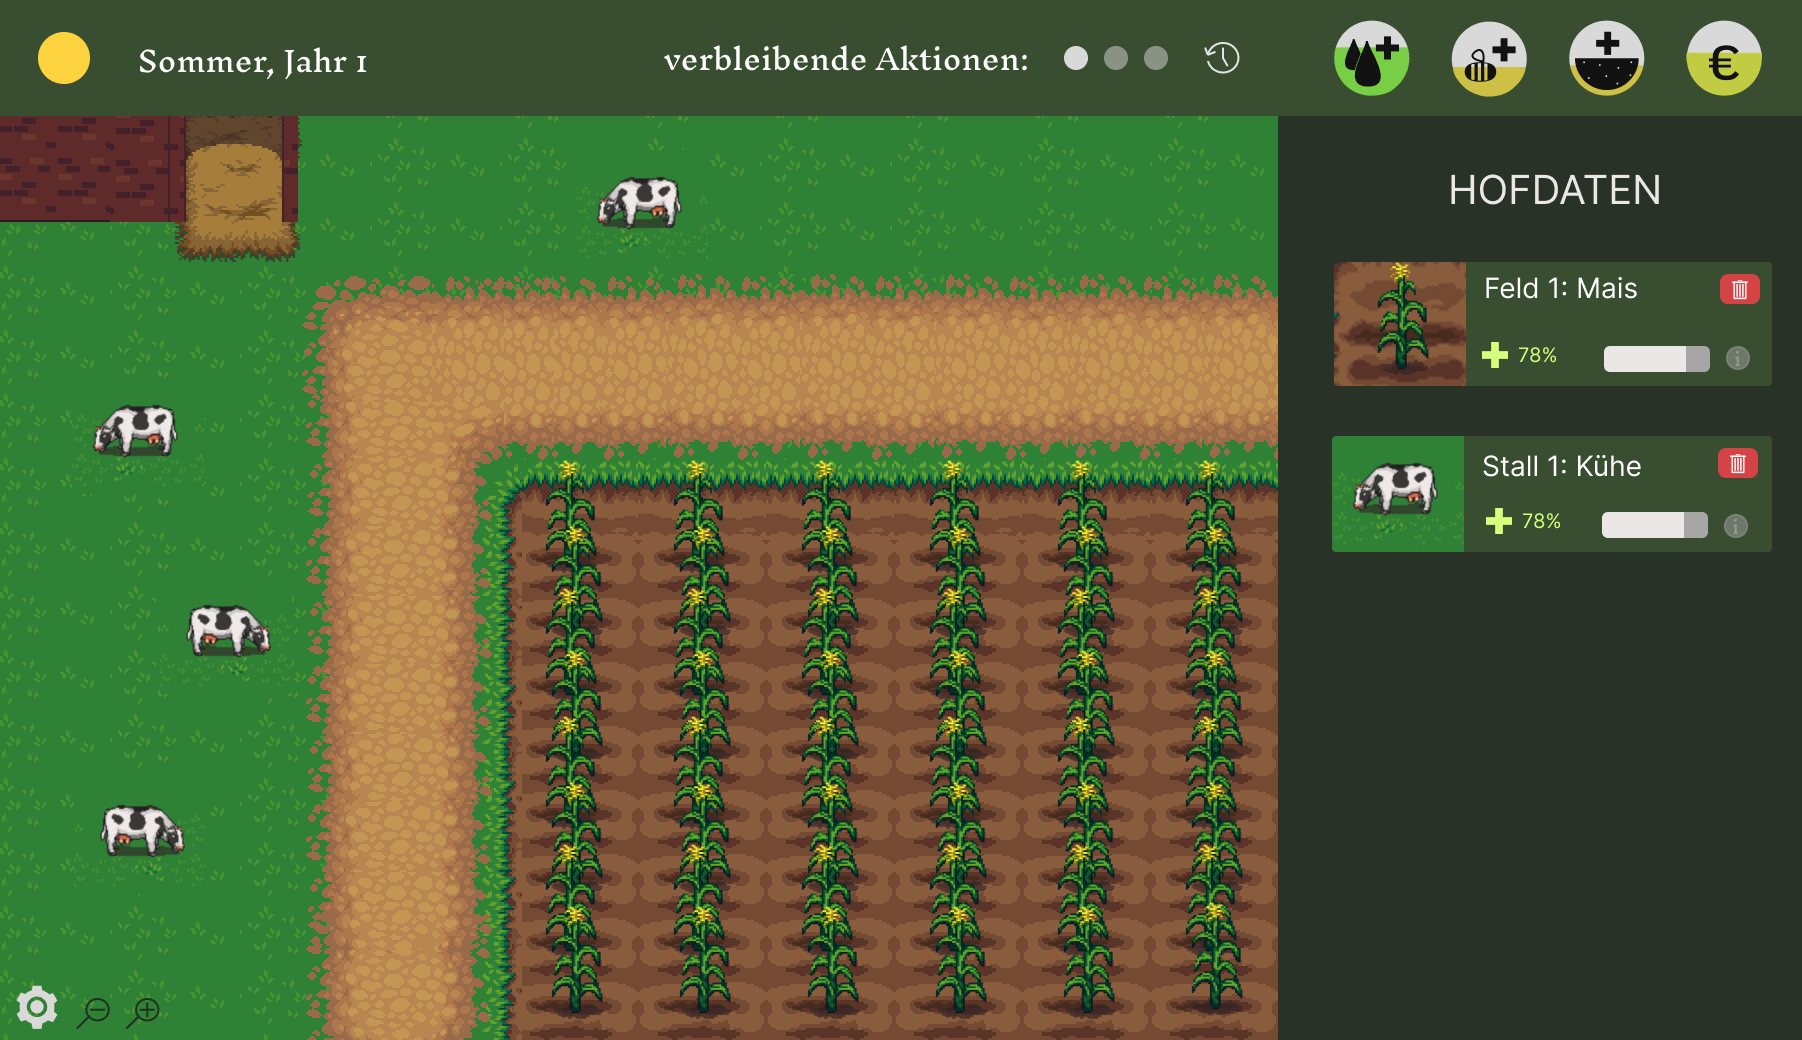 Sommer, Jahr 1
verbleibende Aktionen:
€
HOFDATEN
Feld 1: Mais
78%
Stall 1: Kühe
78%